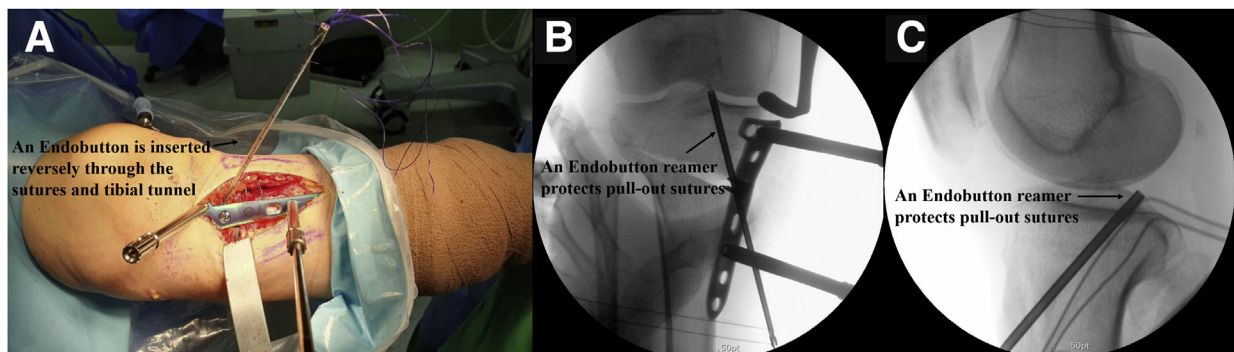 A
An Endobutton is inserted
reversely through the
sutures and tibial tunnel
B
An Endobutton reamer
protects pull-out sutures
50pt
C
An Endobutton reamer
protects pull-out sutures
50pt